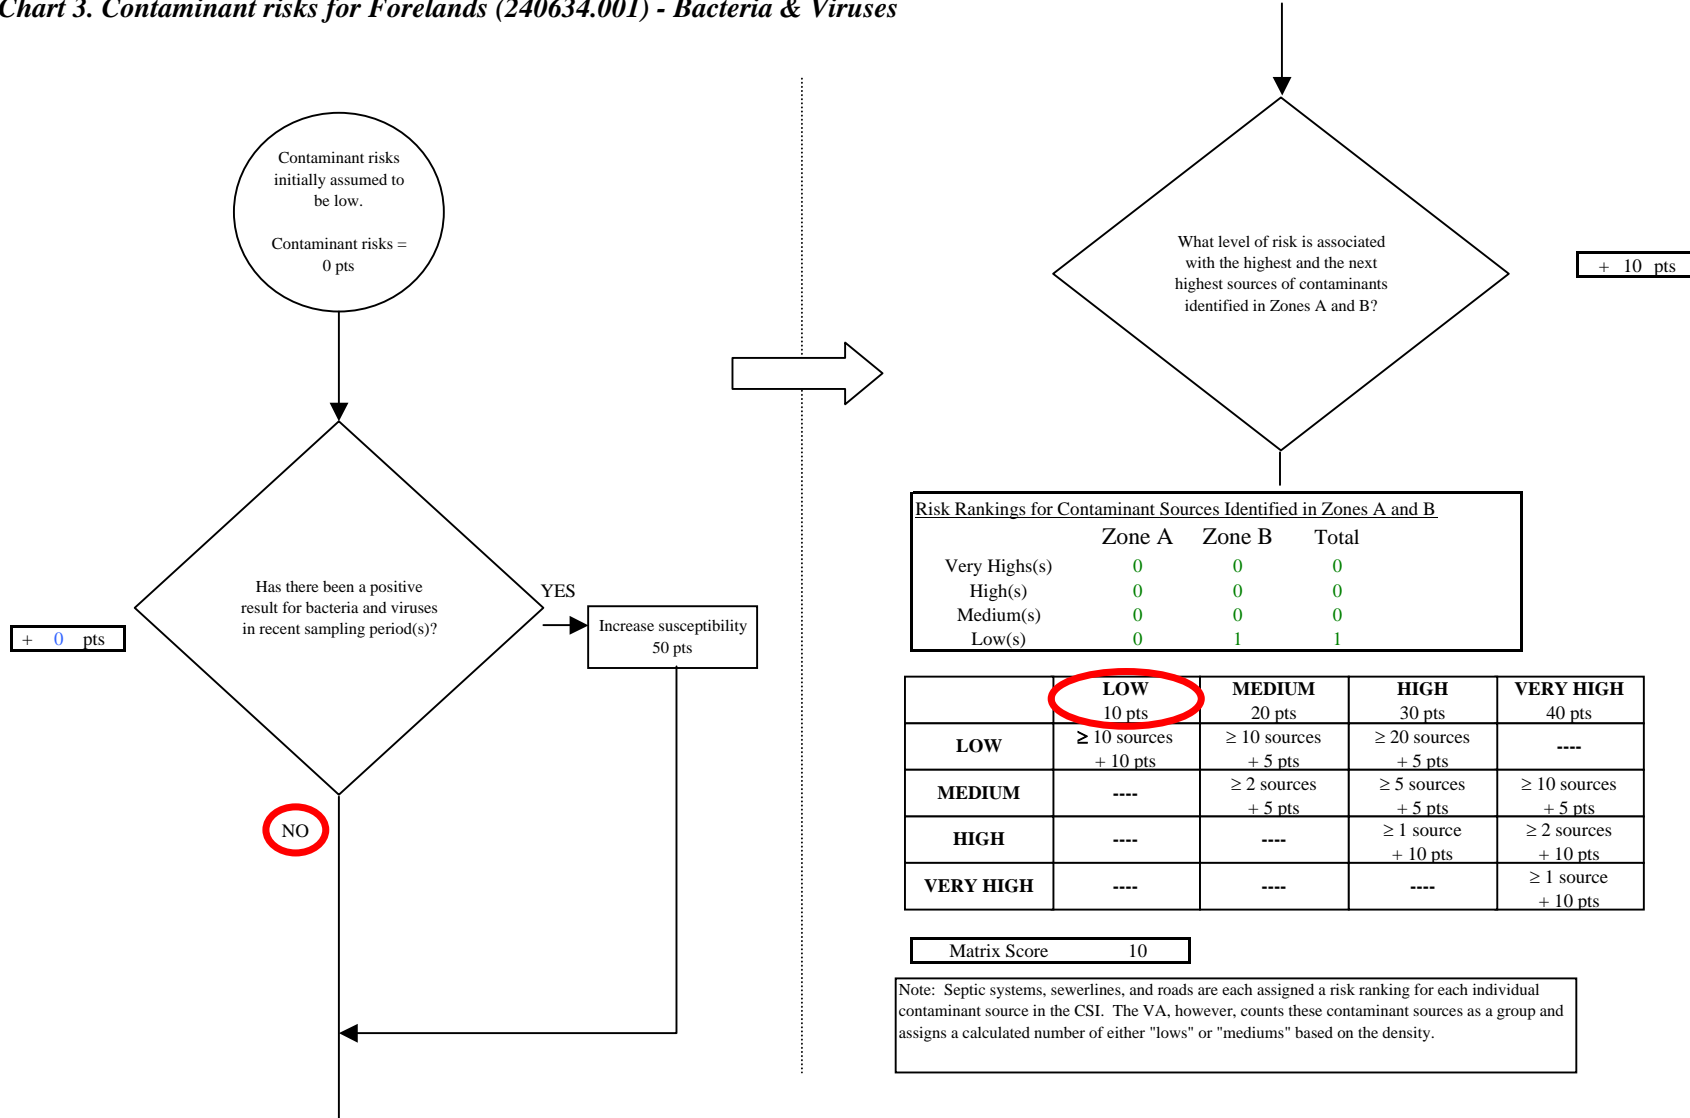 Chart 3. Contaminant risks for Forelands (240634.001) - Bacteria & Viruses
Contaminant risks
initially assumed to
be low.
Contaminant risks =
0 pts
Has there been a positive
result for bacteria and viruses
in recent sampling period(s)?
+ 0 pts
YES
Increase susceptibility
50 pts
NO
What level of risk is associated
with the highest and the next
highest sources of contaminants
identified in Zones A and B?
+ 10 pts
Risk Rankings for Contaminant Sources Identified in Zones A and B
Zone A Zone B Total
Very Highs(s) 0 0 0
High(s) 0 0 0
Medium(s) 0 0 0
Low(s) 0 1 1
LOW MEDIUM HIGH VERY HIGH
10 pts 20 pts 30 pts 40 pts
LOW ≥ 10 sources ≥ 10 sources ≥ 20 sources ----
+ 10 pts + 5 pts + 5 pts
MEDIUM ---- ≥ 2 sources ≥ 5 sources ≥ 10 sources
+ 5 pts + 5 pts + 5 pts
HIGH ---- ---- ≥ 1 source ≥ 2 sources
+ 10 pts + 10 pts
VERY HIGH ---- ---- ---- ≥ 1 source
+ 10 pts
Matrix Score 10
Note: Septic systems, sewerlines, and roads are each assigned a risk ranking for each individual
contaminant source in the CSI. The VA, however, counts these contaminant sources as a group and
assigns a calculated number of either "lows" or "mediums" based on the density.